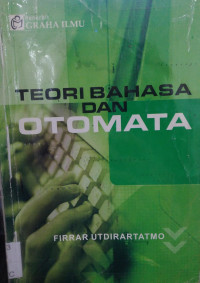 GRAHA ILMU
TEORI BAHASA
DAN
OTOMATA
FIRRAR UTDIRARTATMO